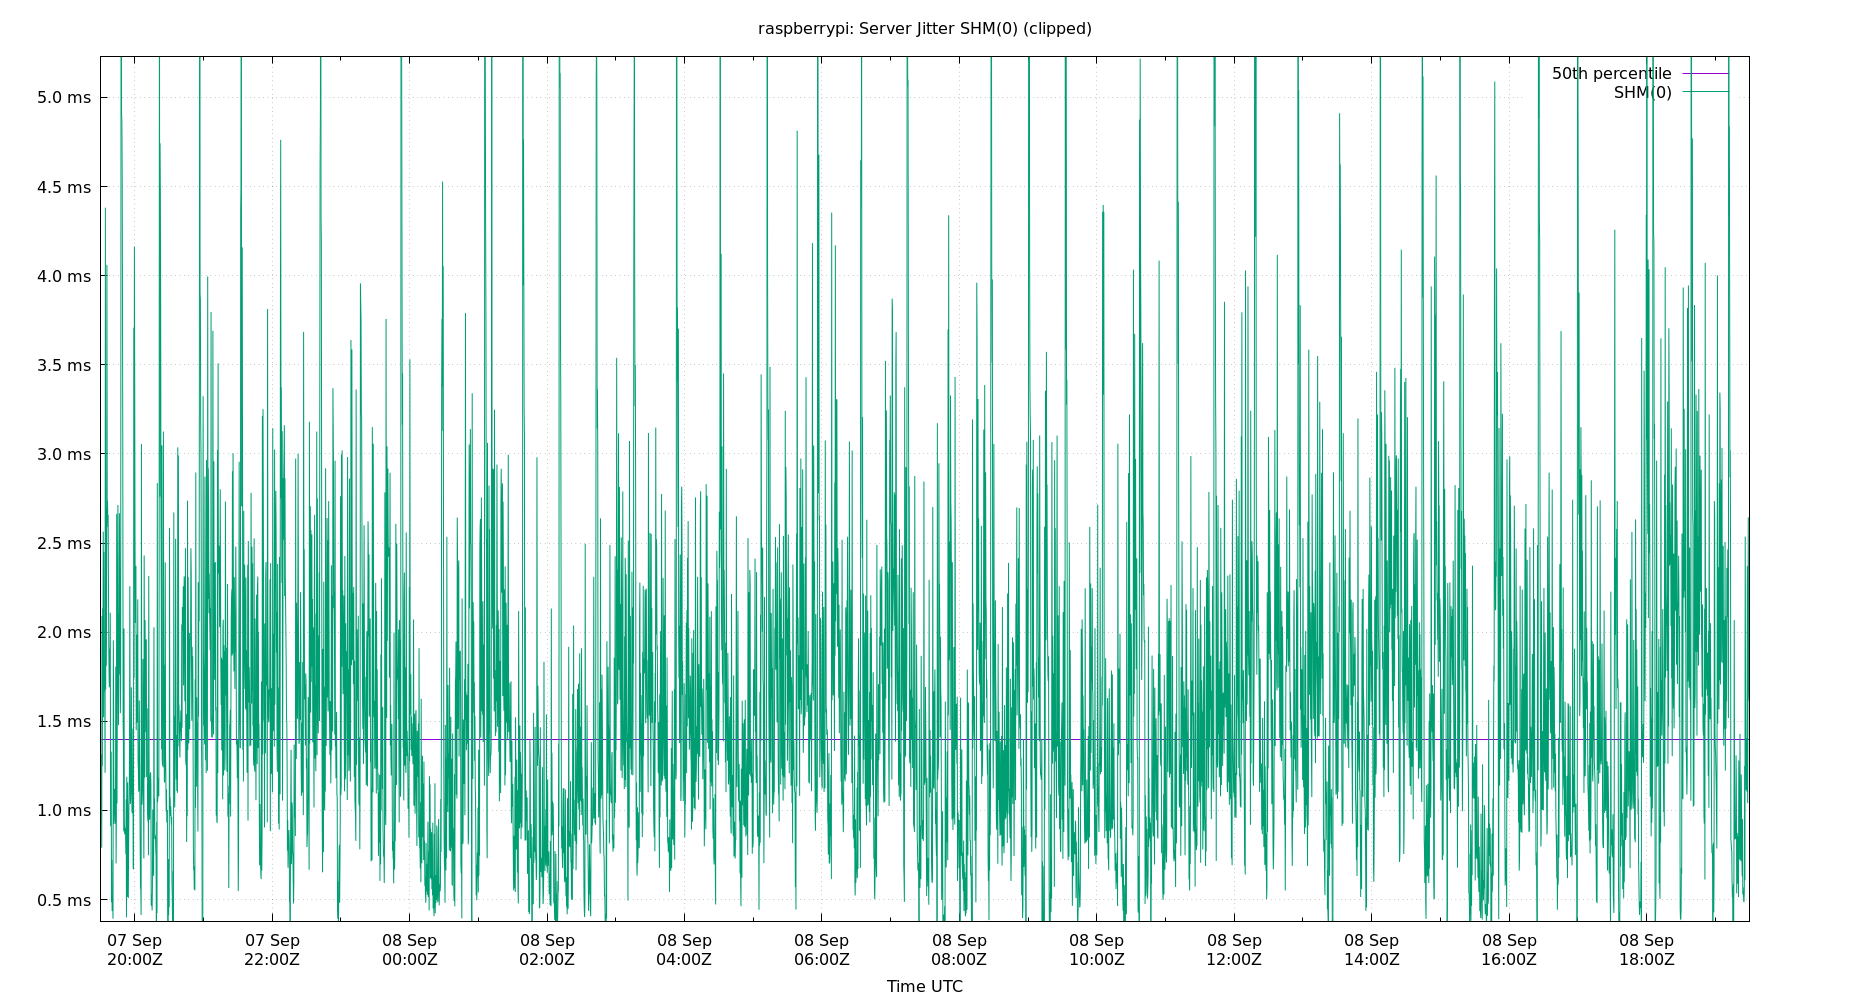 raspberrypi: Server Jitter SHM(0) (clipped)
50th percentile
SHM(0)
5.0 ms
4.5 ms
4.0 ms
3.5 ms
3.0 ms
2.5 ms
2.0 ms
1.5 ms
1.0 ms
0.5 ms
07 Sep 07 Sep 08 Sep 08 Sep 08 Sep 08 Sep 08 Sep 08 Sep 08 Sep 08 Sep 08 Sep 08 Sep
20:00Z 22:00Z 00:00Z 02:00Z 04:00Z 06:00Z 08:00Z 10:00Z 12:00Z 14:00Z 16:00Z 18:00Z
Time UTC